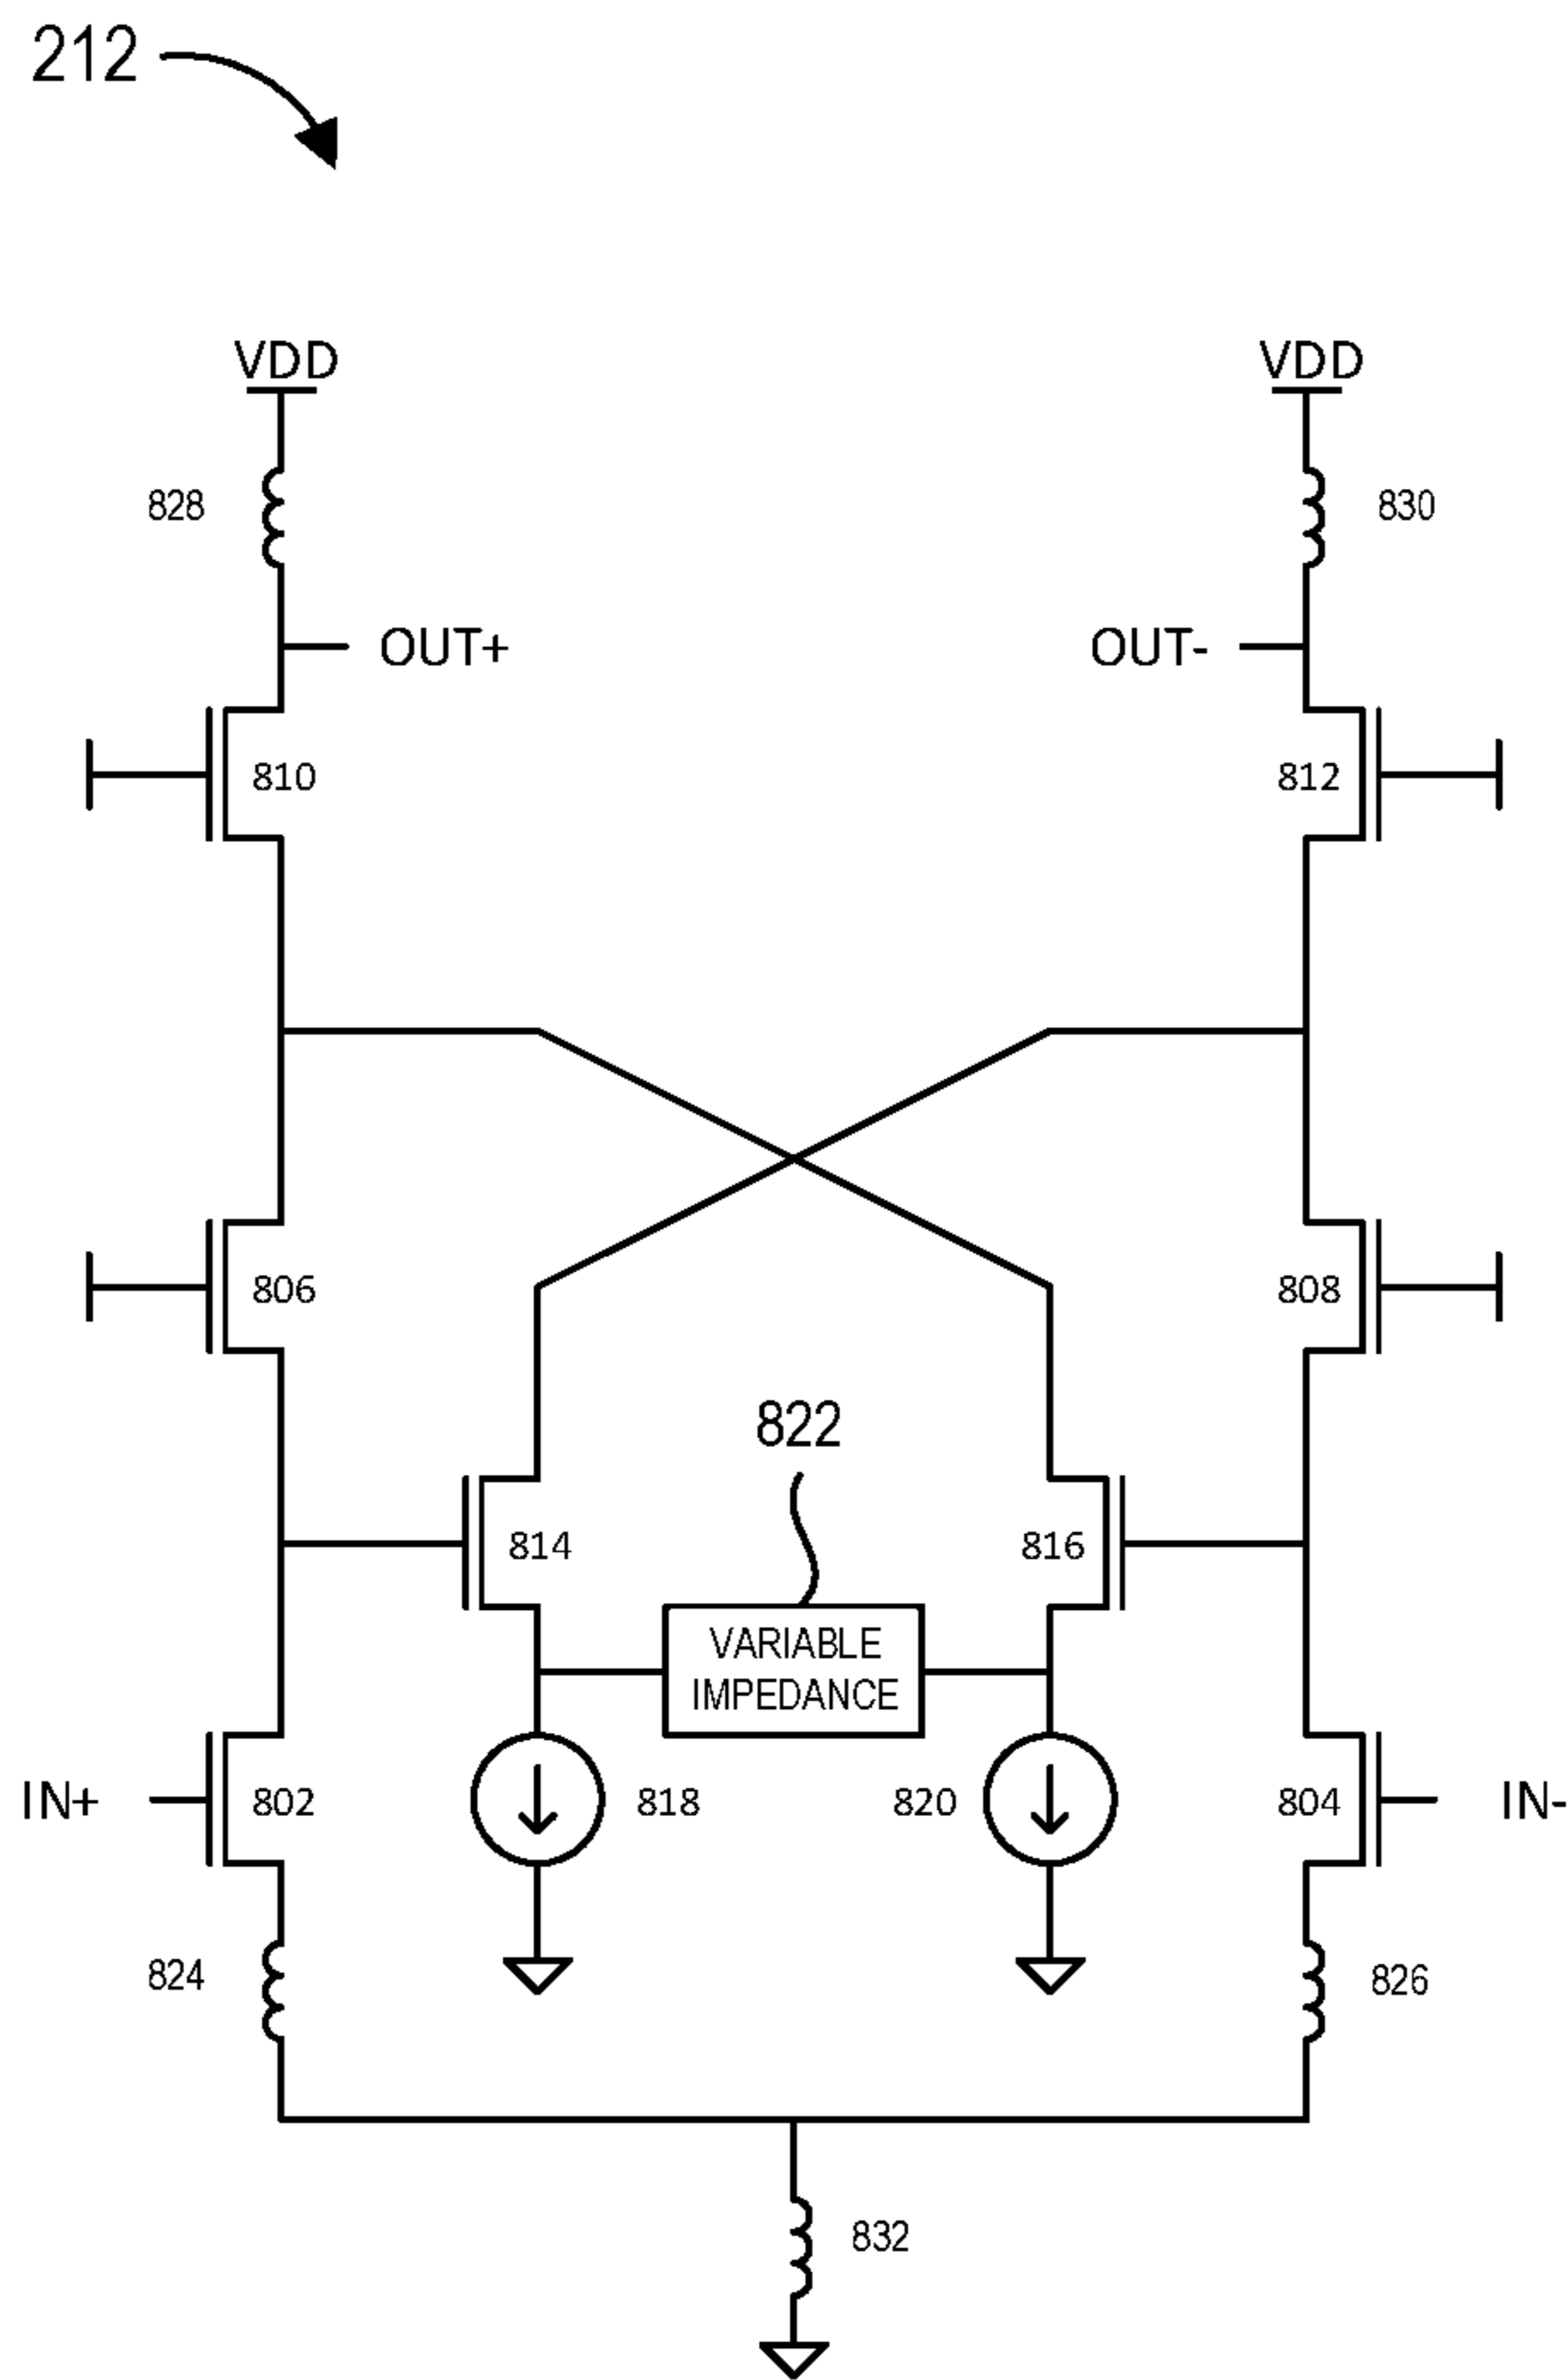 212
VDD VDD
828 830
OUT+ OUT-
810 812
806 808
822
814 816
VARIABLE
IMPEDANCE
IN+ 802 818 820 804 IN-
824 826
832